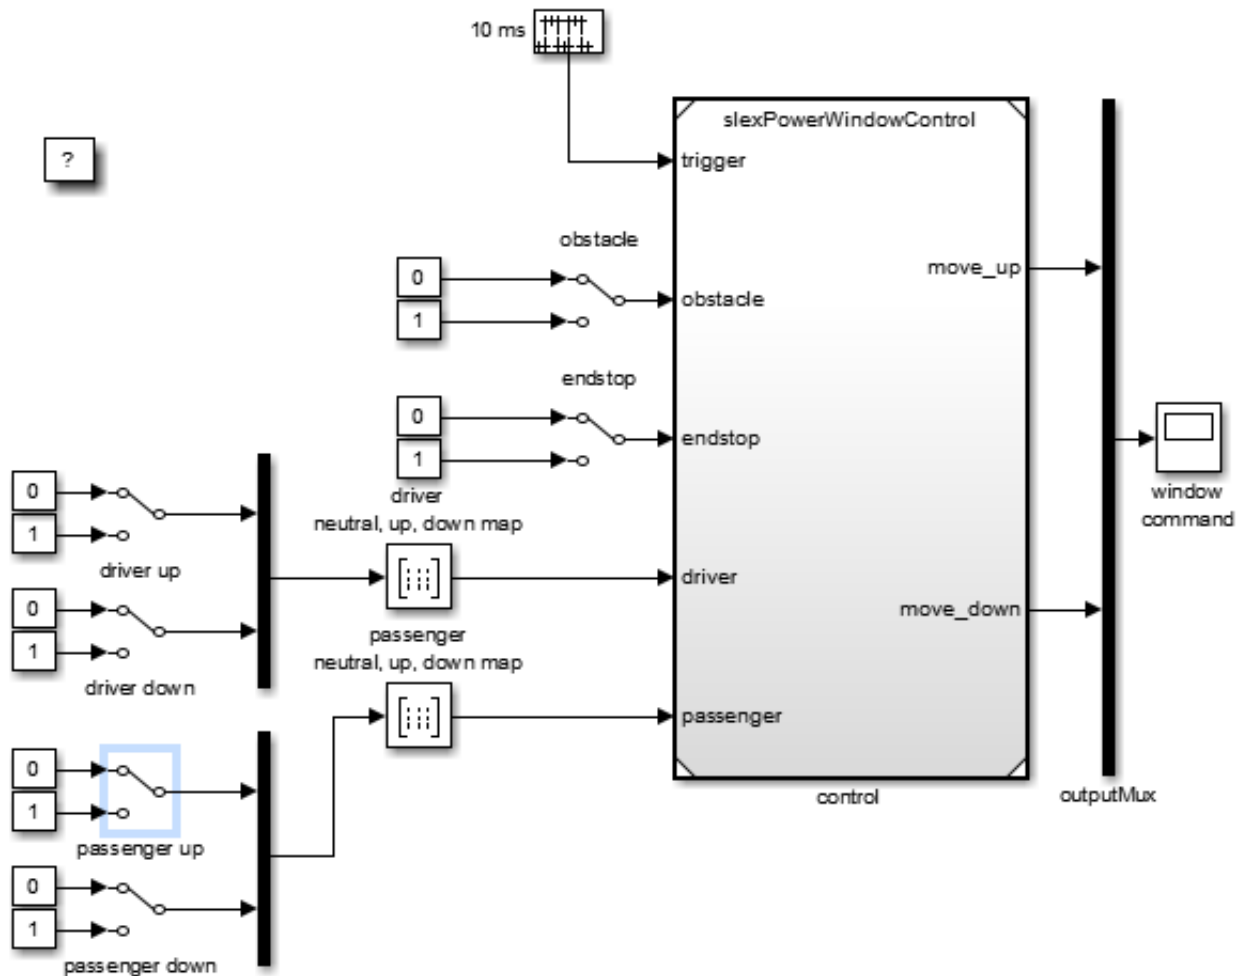 10 ms
slexPowerWindowControl
?
trigger
obstacle
0
move_up
obstacle
1
endstop
0
endstop
1
driver
neutral, up, down map
window
command
0
1
driver up
driver
0
move_down
1
passenger
neutral, up, down map
driver down
passenger
0
1
control
outputMux
passenger up
0
1
passenger down